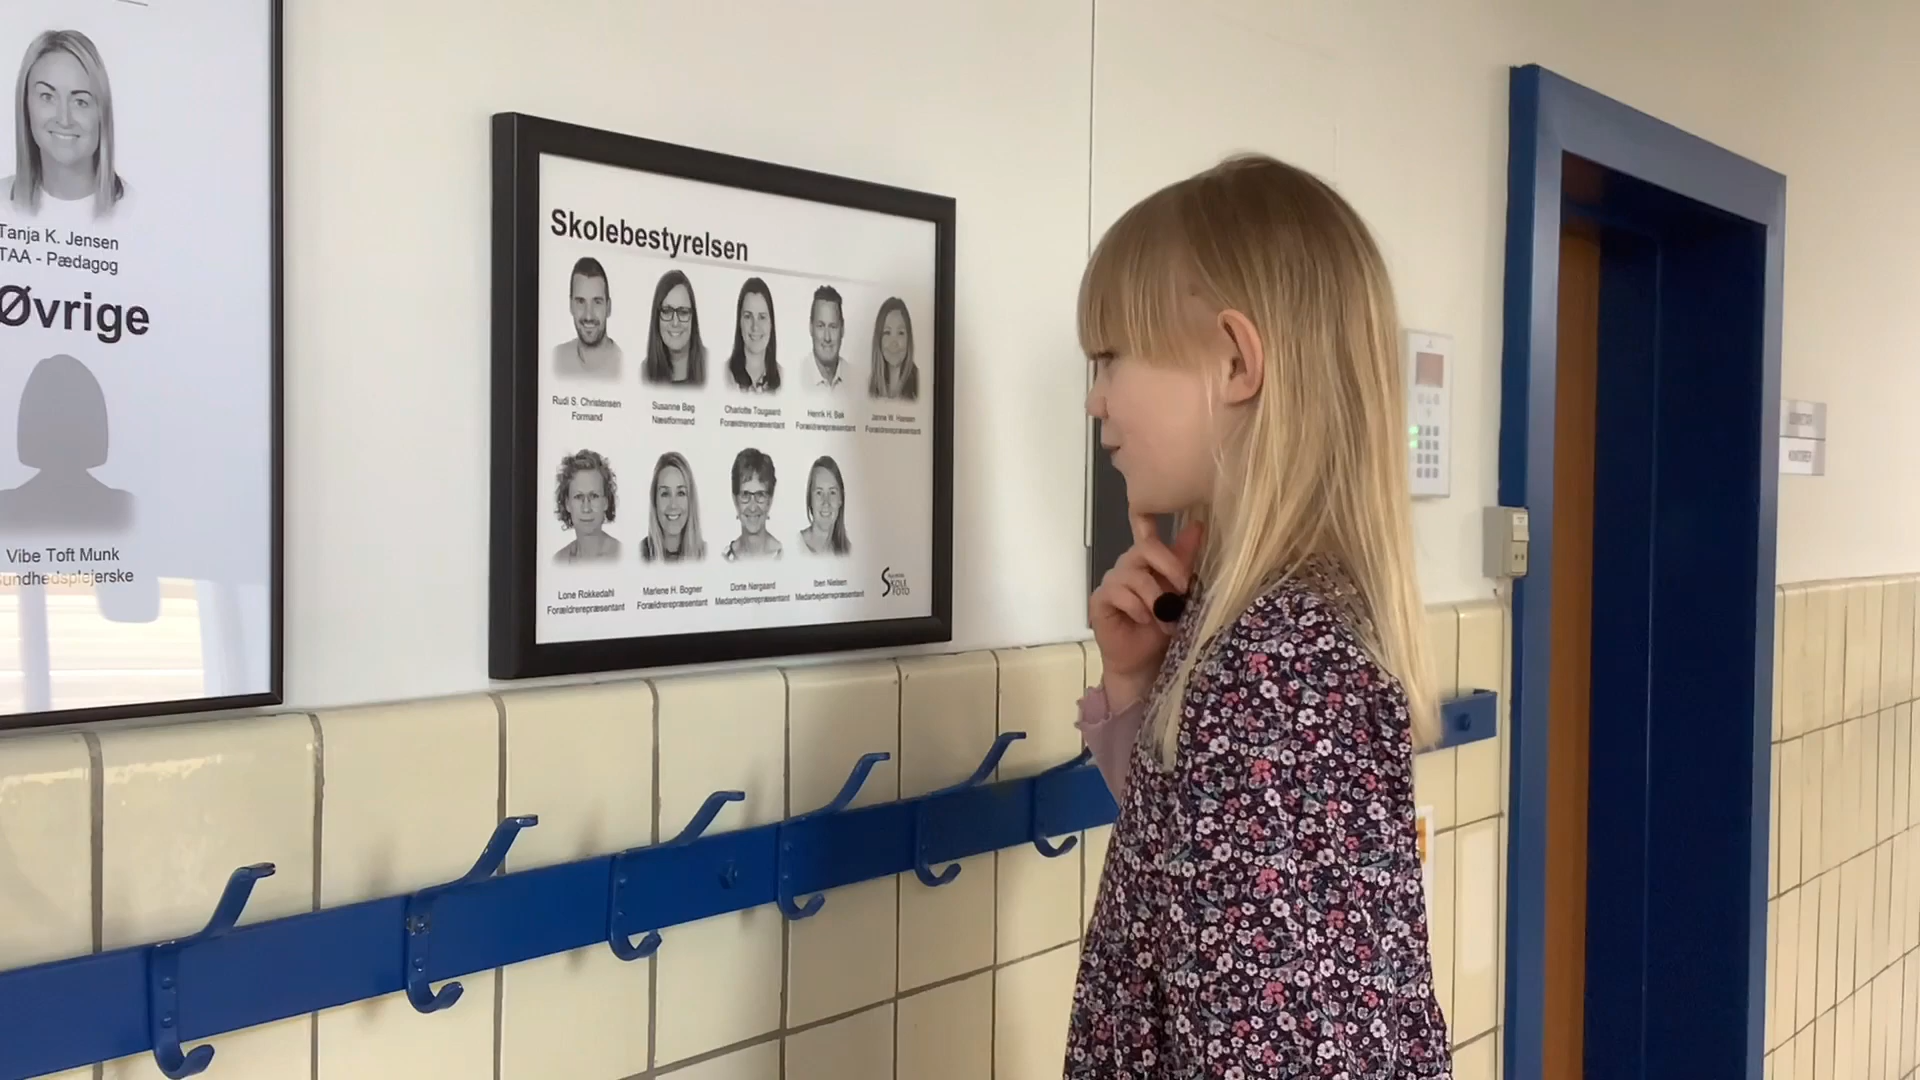 Tanja K. Jensen
TAA - Pædagog
Øvrige
Vibe Toft Munk
Sundhedsplejerske
Skolebestyrelsen
Rudi S. Christensen
Formand
Susanne Bøg
Næstformand
Charlotte Tougaard
Forældrerepræsentant
Henrik H. Bak
Forældrerepræsentant
Janne W. Hansen
Forældrerepræsentant
Lone Rokkedahl
Forældrerepræsentant
Marlene H. Bogner
Forældrerepræsentant
Dorte Nørgaard
Medarbejderrepræsentant
Iben Nielsen
Medarbejderrepræsentant
SKOLE
FOTO